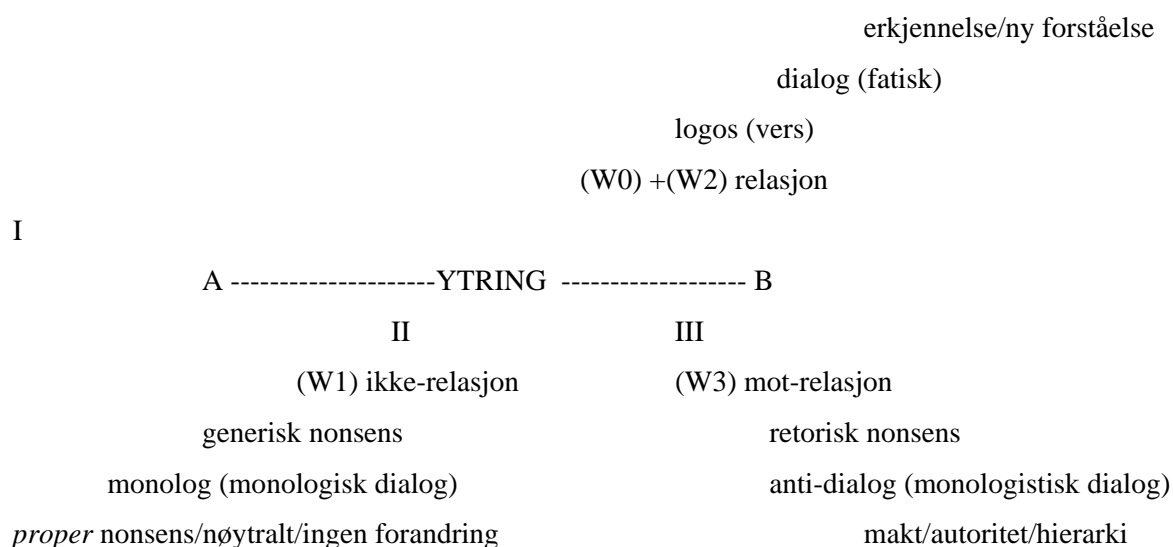 erkjennelse/ny forståelse
dialog (fatisk)
logos (vers)
(W0) +(W2) relasjon
I
A ---------------------YTRING ------------------- B
II III
(W1) ikke-relasjon (W3) mot-relasjon
generisk nonsens retorisk nonsens
monolog (monologisk dialog) anti-dialog (monologistisk dialog)
proper nonsens/nøytralt/ingen forandring makt/autoritet/hierarki